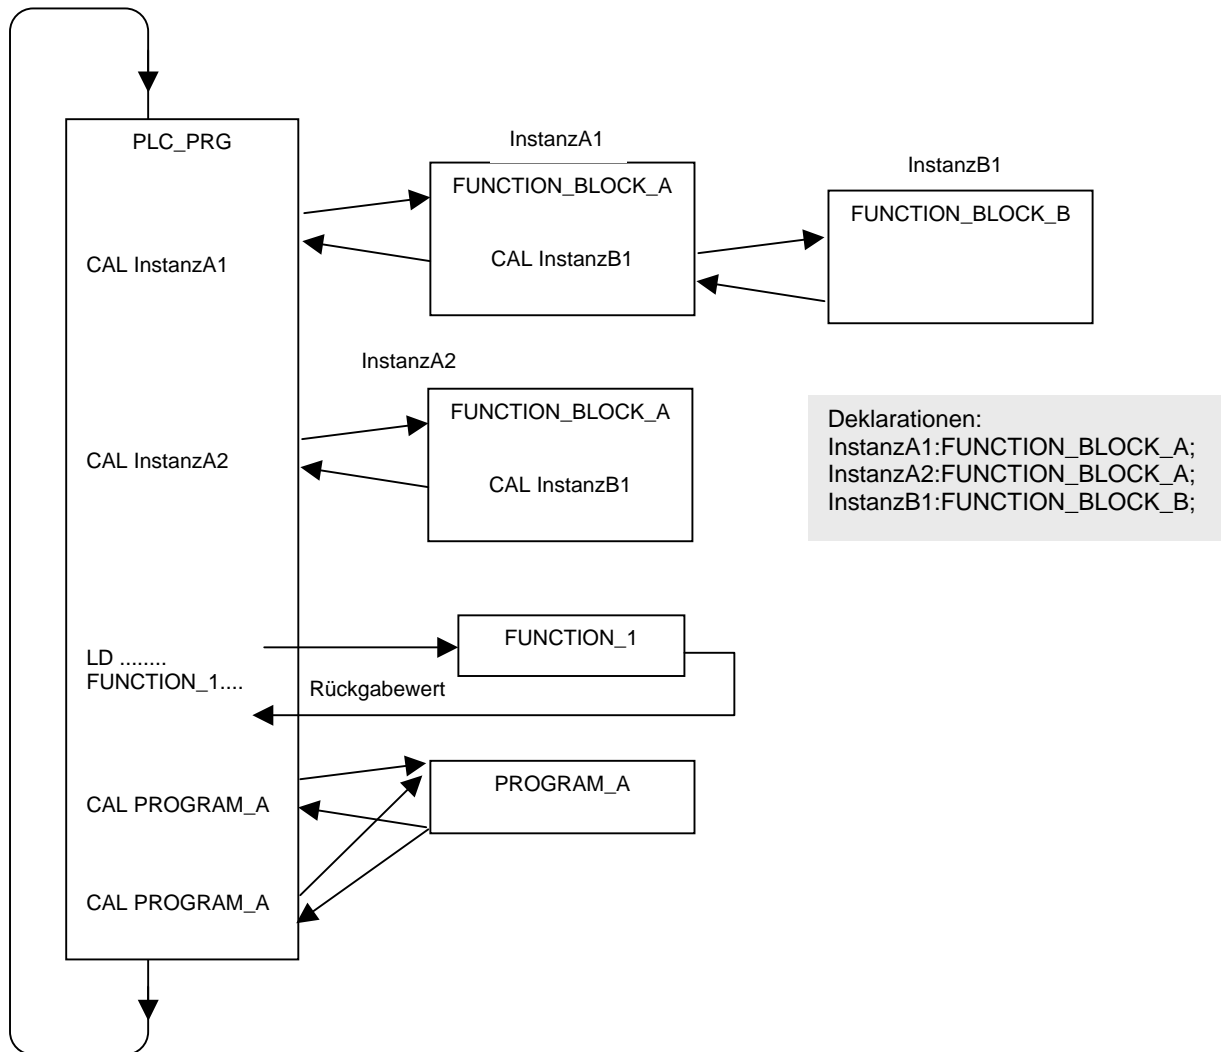 PLC_PRG
CAL InstanzA1
CAL InstanzA2
LD ........
FUNCTION_1....
CAL PROGRAM_A
CAL PROGRAM_A
InstanzA1
FUNCTION_BLOCK_A
CAL InstanzB1
InstanzB1
FUNCTION_BLOCK_B
InstanzA2
FUNCTION_BLOCK_A
CAL InstanzB1
Deklarationen:
InstanzA1:FUNCTION_BLOCK_A;
InstanzA2:FUNCTION_BLOCK_A;
InstanzB1:FUNCTION_BLOCK_B;
FUNCTION_1
Rückgabewert
PROGRAM_A